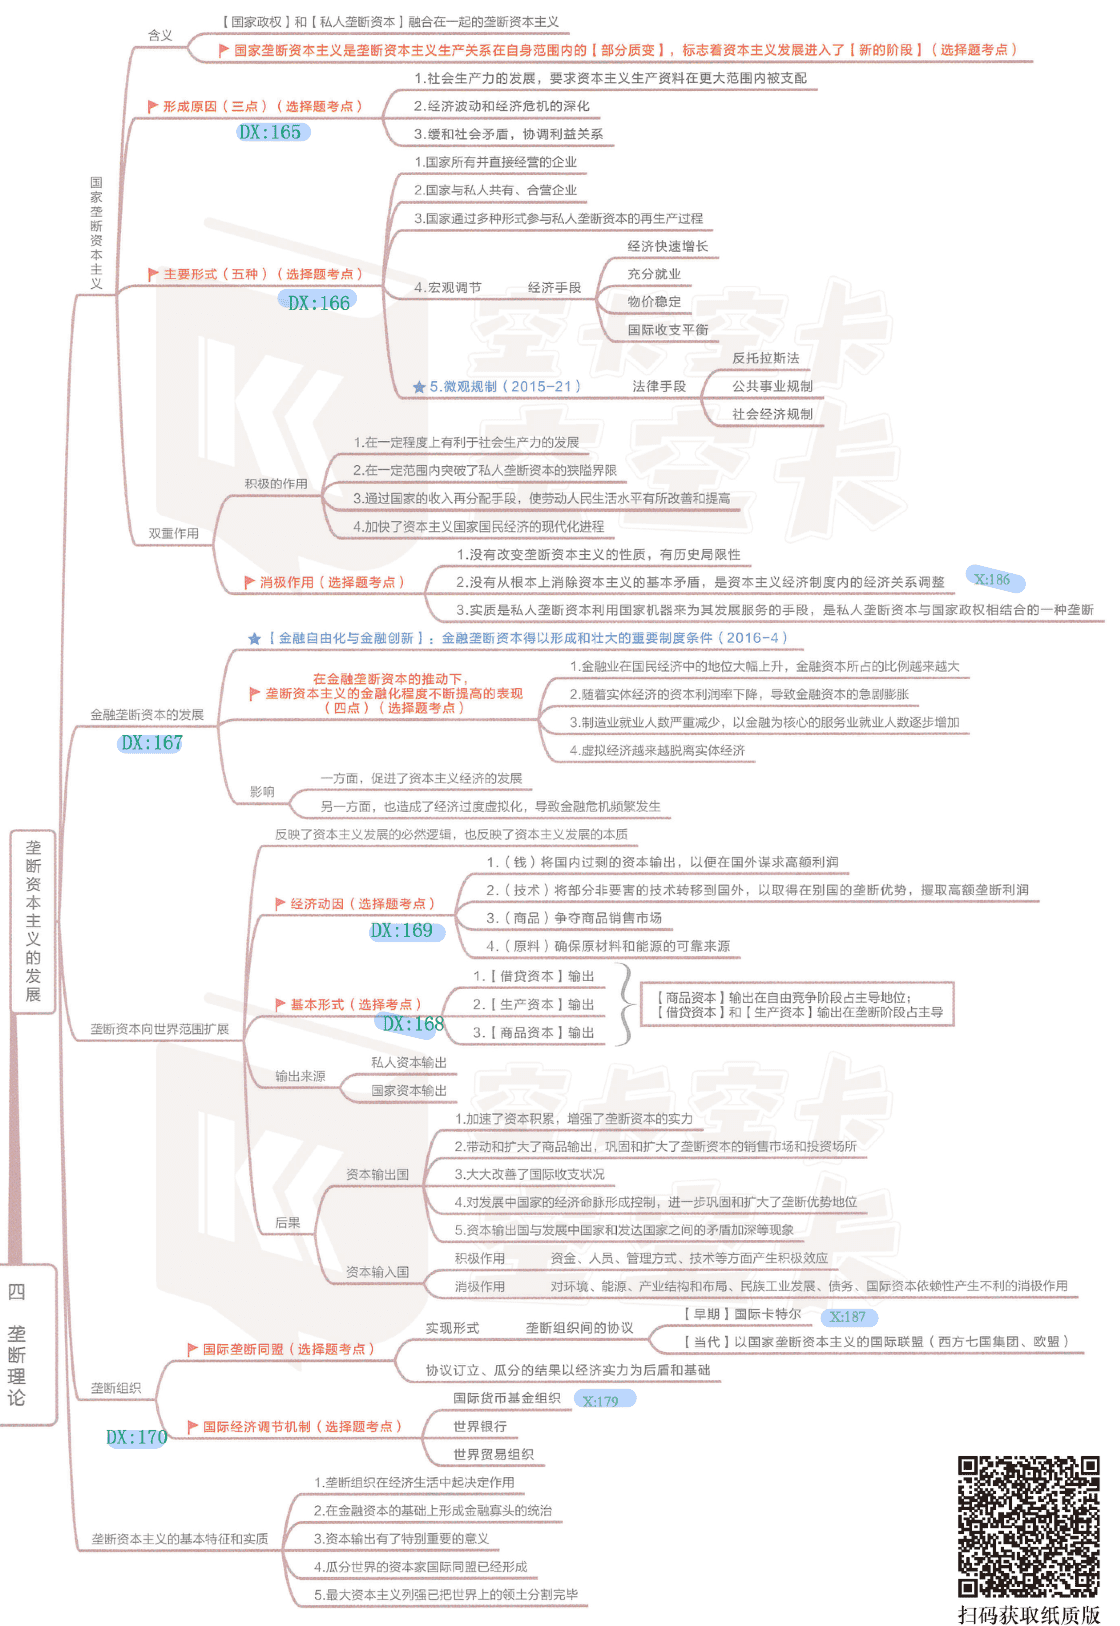 四 垄断理论
垄断资本主义的发展
国家垄断资本主义
含义
【国家政权】和【私人垄断资本】融合在一起的垄断资本主义
国家垄断资本主义是垄断资本主义生产关系在自身范围内的【部分质变】，标志着资本主义发展进入了【新的阶段】（选择题考点）
形成原因（三点）（选择题考点）
DX:165
1.社会生产力的发展，要求资本主义生产资料在更大范围内被支配
2.经济波动和经济危机的深化
3.缓和社会矛盾，协调利益关系
主要形式（五种）（选择题考点）
DX:166
1.国家所有并直接经营的企业
2.国家与私人共有、合营企业
3.国家通过多种形式参与私人垄断资本的再生产过程
4.宏观调节 经济手段
经济快速增长
充分就业
物价稳定
国际收支平衡
5.微观规制（2015-21） 法律手段
反托拉斯法
公共事业规制
社会经济规制
双重作用
积极的作用
1.在一定程度上有利于社会生产力的发展
2.在一定范围内突破了私人垄断资本的狭隘界限
3.通过国家的收入再分配手段，使劳动人民生活水平有所改善和提高
4.加快了资本主义国家国民经济的现代化进程
消极作用（选择题考点）
1.没有改变垄断资本主义的性质，有历史局限性
2.没有从根本上消除资本主义的基本矛盾，是资本主义经济制度内的经济关系调整
X:186
3.实质是私人垄断资本利用国家机器来为其发展服务的手段，是私人垄断资本与国家政权相结合的一种垄断
金融垄断资本的发展
DX:167
【金融自由化与金融创新】：金融垄断资本得以形成和壮大的重要制度条件（2016-4）
在金融垄断资本的推动下，
垄断资本主义的金融化程度不断提高的表现
（四点）（选择题考点）
1.金融业在国民经济中的地位大幅上升，金融资本所占的比例越来越大
2.随着实体经济的资本利润率下降，导致金融资本的急剧膨胀
3.制造业就业人数严重减少，以金融为核心的服务业就业人数逐步增加
4.虚拟经济越来越脱离实体经济
影响
一方面，促进了资本主义经济的发展
另一方面，也造成了经济过度虚拟化，导致金融危机频繁发生
垄断资本向世界范围扩展
反映了资本主义发展的必然逻辑，也反映了资本主义发展的本质
经济动因（选择题考点）
DX:169
1.（钱）将国内过剩的资本输出，以便在国外谋求高额利润
2.（技术）将部分非要害的技术转移到国外，以取得在别国的垄断优势，攫取高额垄断利润
3.（商品）争夺商品销售市场
4.（原料）确保原材料和能源的可靠来源
基本形式（选择考点）
DX:168
1.【借贷资本】输出
2.【生产资本】输出
3.【商品资本】输出
【商品资本】输出在自由竞争阶段占主导地位；
【借贷资本】和【生产资本】输出在垄断阶段占主导
输出来源
私人资本输出
国家资本输出
后果
资本输出国
1.加速了资本积累，增强了垄断资本的实力
2.带动和扩大了商品输出，巩固和扩大了垄断资本的销售市场和投资场所
3.大大改善了国际收支状况
4.对发展中国家的经济命脉形成控制，进一步巩固和扩大了垄断优势地位
5.资本输出国与发展中国家和发达国家之间的矛盾加深等现象
资本输入国
积极作用 资金、人员、管理方式、技术等方面产生积极效应
消极作用 对环境、能源、产业结构和布局、民族工业发展、债务、国际资本依赖性产生不利的消极作用
垄断组织
DX:170
国际垄断同盟（选择题考点）
实现形式 垄断组织间的协议
【早期】国际卡特尔
X:187
【当代】以国家垄断资本主义的国际联盟（西方七国集团、欧盟）
协议订立、瓜分的结果以经济实力为后盾和基础
国际经济调节机制（选择题考点）
国际货币基金组织
X:179
世界银行
世界贸易组织
垄断资本主义的基本特征和实质
1.垄断组织在经济生活中起决定作用
2.在金融资本的基础上形成金融寡头的统治
3.资本输出有了特别重要的意义
4.瓜分世界的资本家国际同盟已经形成
5.最大资本主义列强已把世界上的领土分割完毕
空卡空卡
空卡空卡
空卡空卡
空卡空卡
扫码获取纸质版